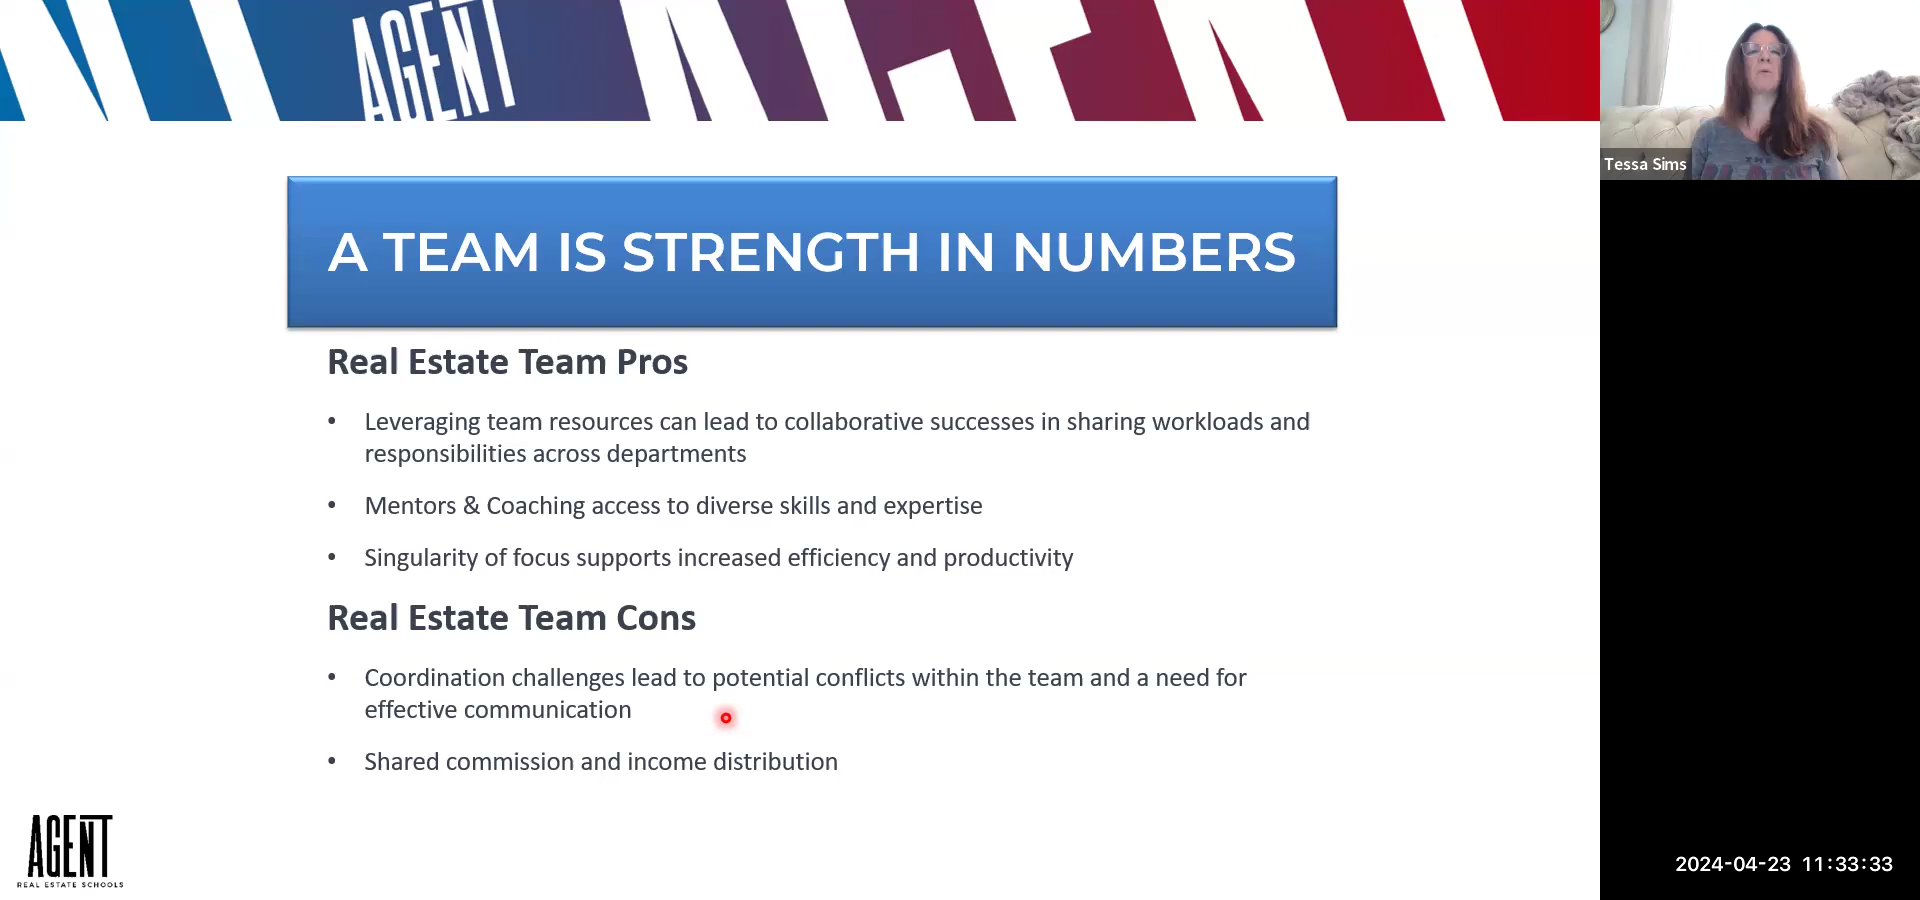 AGENT
Tessa Sims
A TEAM IS STRENGTH IN NUMBERS
Real Estate Team Pros
• Leveraging team resources can lead to collaborative successes in sharing workloads and
responsibilities across departments
• Mentors & Coaching access to diverse skills and expertise
• Singularity of focus supports increased efficiency and productivity
Real Estate Team Cons
• Coordination challenges lead to potential conflicts within the team and a need for
effective communication
• Shared commission and income distribution
AGENT
REAL ESTATE SCHOOLS
2024-04-23 11:33:33
THE